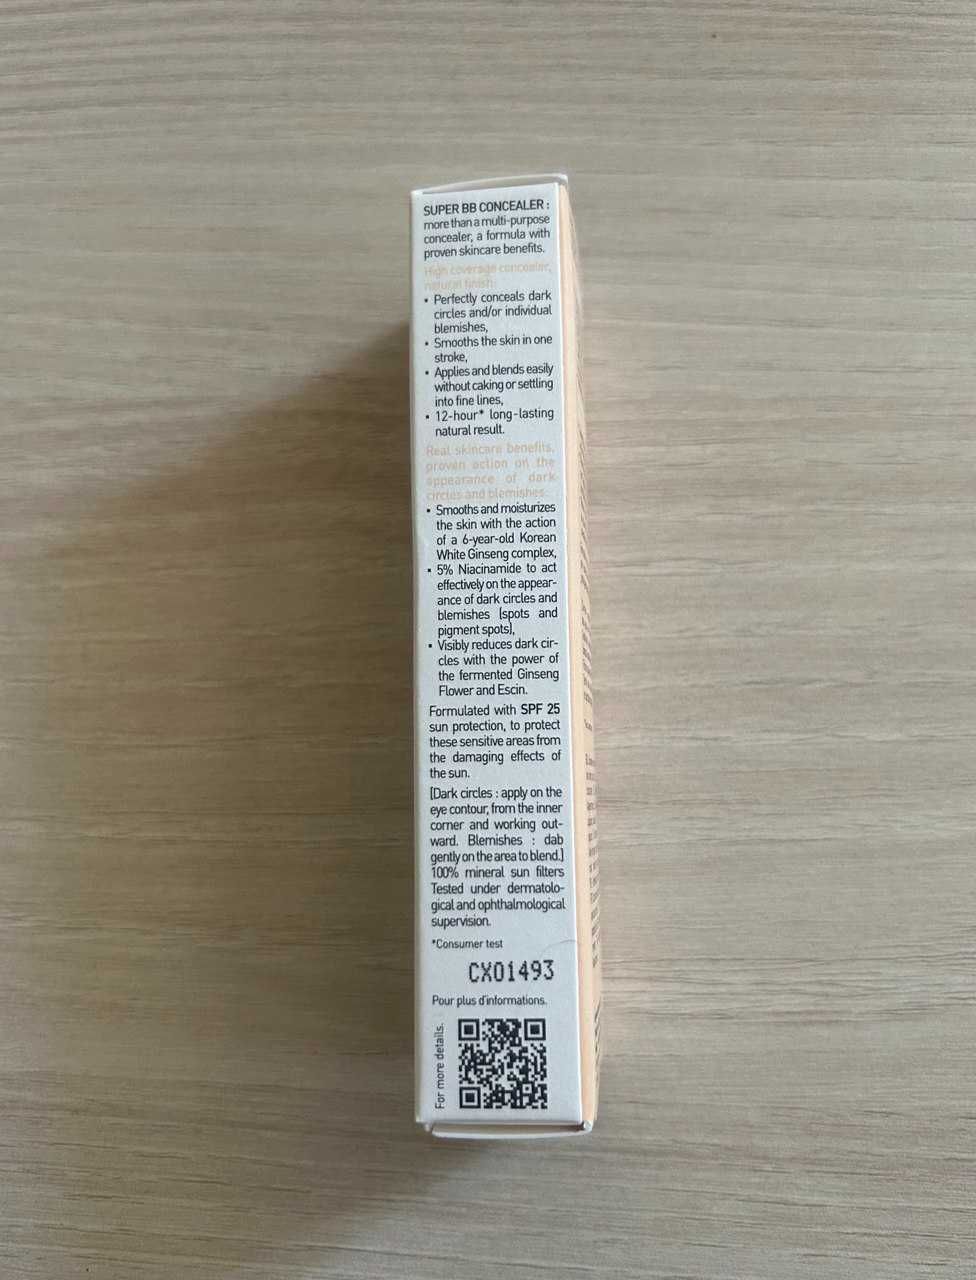 SUPER BB CONCEALER :
more than a multi-purpose
concealer, a formula with
proven skincare benefits.
High coverage concealer,
natural finish:
• Perfectly conceals dark
circles and/or individual
blemishes,
• Smooths the skin in one
stroke,
• Applies and blends easily
without caking or settling
into fine lines,
• 12-hour* long-lasting
natural result.
Real skincare benefits,
proven action on the
appearance of dark
circles and blemishes:
• Smooths and moisturizes
the skin with the action
of a 6-year-old Korean
White Ginseng complex,
• 5% Niacinamide to act
effectively on the appear-
ance of dark circles and
blemishes (spots and
pigment spots),
• Visibly reduces dark cir-
cles with the power of
the fermented Ginseng
Flower and Escin.
Formulated with SPF 25
sun protection, to protect
these sensitive areas from
the damaging effects of
the sun.
(Dark circles : apply on the
eye contour, from the inner
corner and working out-
ward. Blemishes : dab
gently on the area to blend.)
100% mineral sun filters
Tested under dermatolo-
gical and ophthalmological
supervision.
*Consumer test
CX01493
Pour plus d'informations.
For more details.